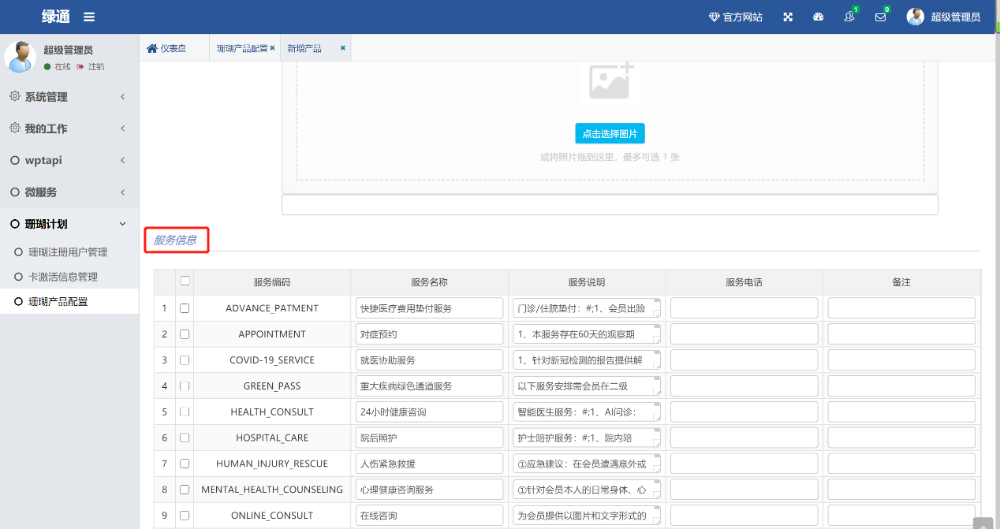 绿通
官方网站
1
0
超级管理员
超级管理员
在线 注销
系统管理
我的工作
wptapi
微服务
珊瑚计划
珊瑚注册用户管理
卡激活信息管理
珊瑚产品配置
仪表盘 珊瑚产品配置 新增产品
点击选择图片
或将照片拖到这里，最多可选 1 张
服务信息
服务编码 服务名称 服务说明 服务电话 备注
1 ADVANCE_PATMENT 快捷医疗费用垫付服务 门诊/住院垫付：#;1、会员出险
2 APPOINTMENT 对症预约 1、本服务存在60天的观察期
3 COVID-19_SERVICE 就医协助服务 1、针对新冠检测的报告提供解
4 GREEN_PASS 重大疾病绿色通道服务 以下服务安排需会员在二级
5 HEALTH_CONSULT 24小时健康咨询 智能医生服务：#;1、AI问诊：
6 HOSPITAL_CARE 院后照护 护士陪护服务：#;1、院内陪
7 HUMAN_INJURY_RESCUE 人伤紧急救援 ①应急建议：在会员遭遇意外或
8 MENTAL_HEALTH_COUNSELING 心理健康咨询服务 ①针对会员本人的日常身体、心
9 ONLINE_CONSULT 在线咨询 为会员提供以图片和文字形式的